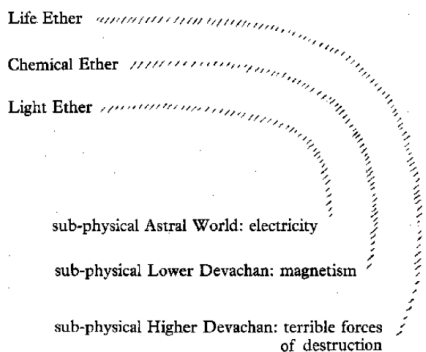 Life Ether
Chemical Ether
Light Ether
sub-physical Astral World: electricity
sub-physical Lower Devachan: magnetism
sub-physical Higher Devachan: terrible forces
of destruction